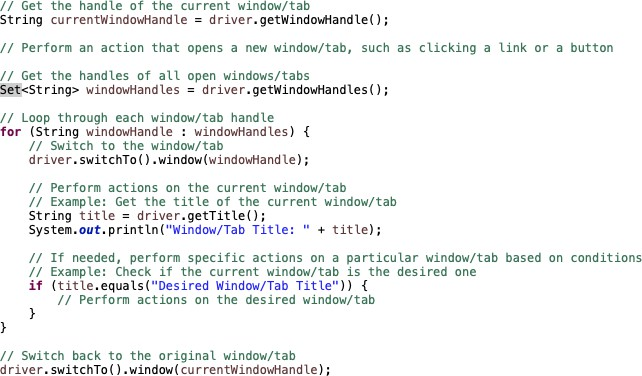 // Get the handle of the current window/tab
String currentWindowHandle = driver.getWindowHandle();
// Perform an action that opens a new window/tab, such as clicking a link or a button
// Get the handles of all open windows/tabs
Set<String> windowHandles = driver.getWindowHandles();
// Loop through each window/tab handle
for (String windowHandle : windowHandles) {
    // Switch to the window/tab
    driver.switchTo().window(windowHandle);
    // Perform actions on the current window/tab
    // Example: Get the title of the current window/tab
    String title = driver.getTitle();
    System.out.println("Window/Tab Title: " + title);
    // If needed, perform specific actions on a particular window/tab based on conditions
    // Example: Check if the current window/tab is the desired one
    if (title.equals("Desired Window/Tab Title")) {
        // Perform actions on the desired window/tab
    }
}
// Switch back to the original window/tab
driver.switchTo().window(currentWindowHandle);